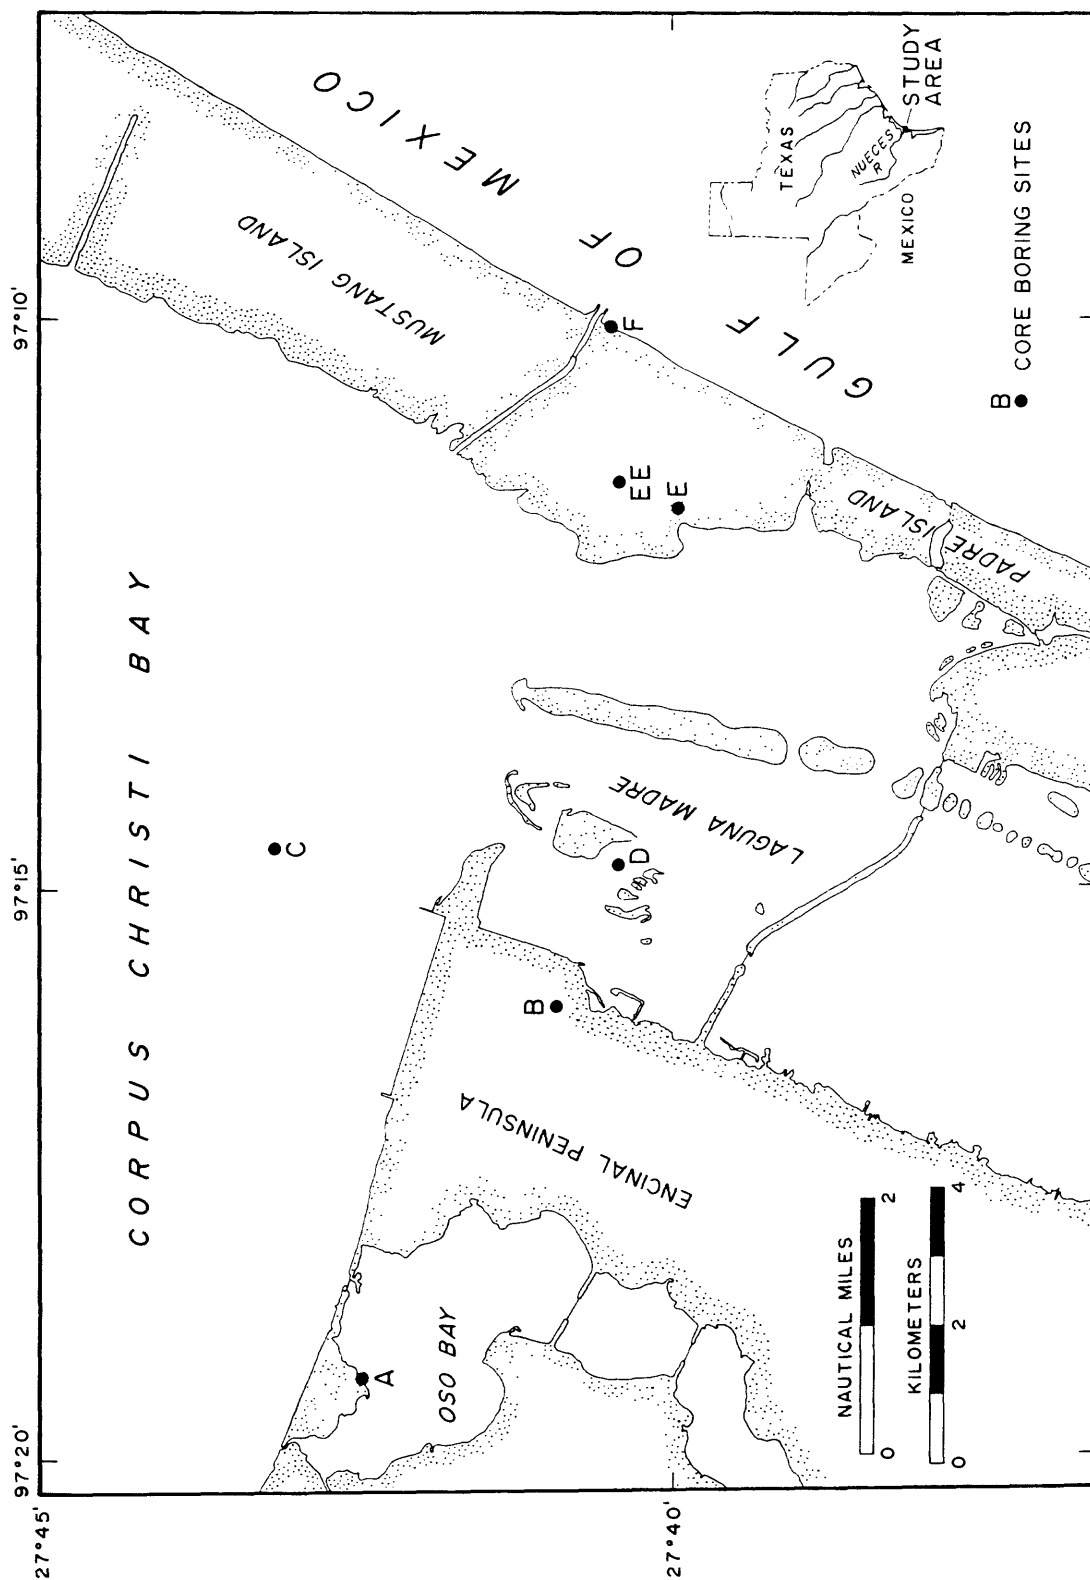 97°20'
97°15'
97°10'
27°45'
27°40'
CORPUS CHRISTI BAY
MUSTANG ISLAND
GULF OF MEXICO
C
A
OSO BAY
ENCINAL PENINSULA
B
D
LAGUNA MADRE
EE
E
F
PADRE ISLAND
TEXAS
NUECES
R
MEXICO
STUDY
AREA
NAUTICAL MILES
0 2
KILOMETERS
0 2 4
B
CORE BORING SITES